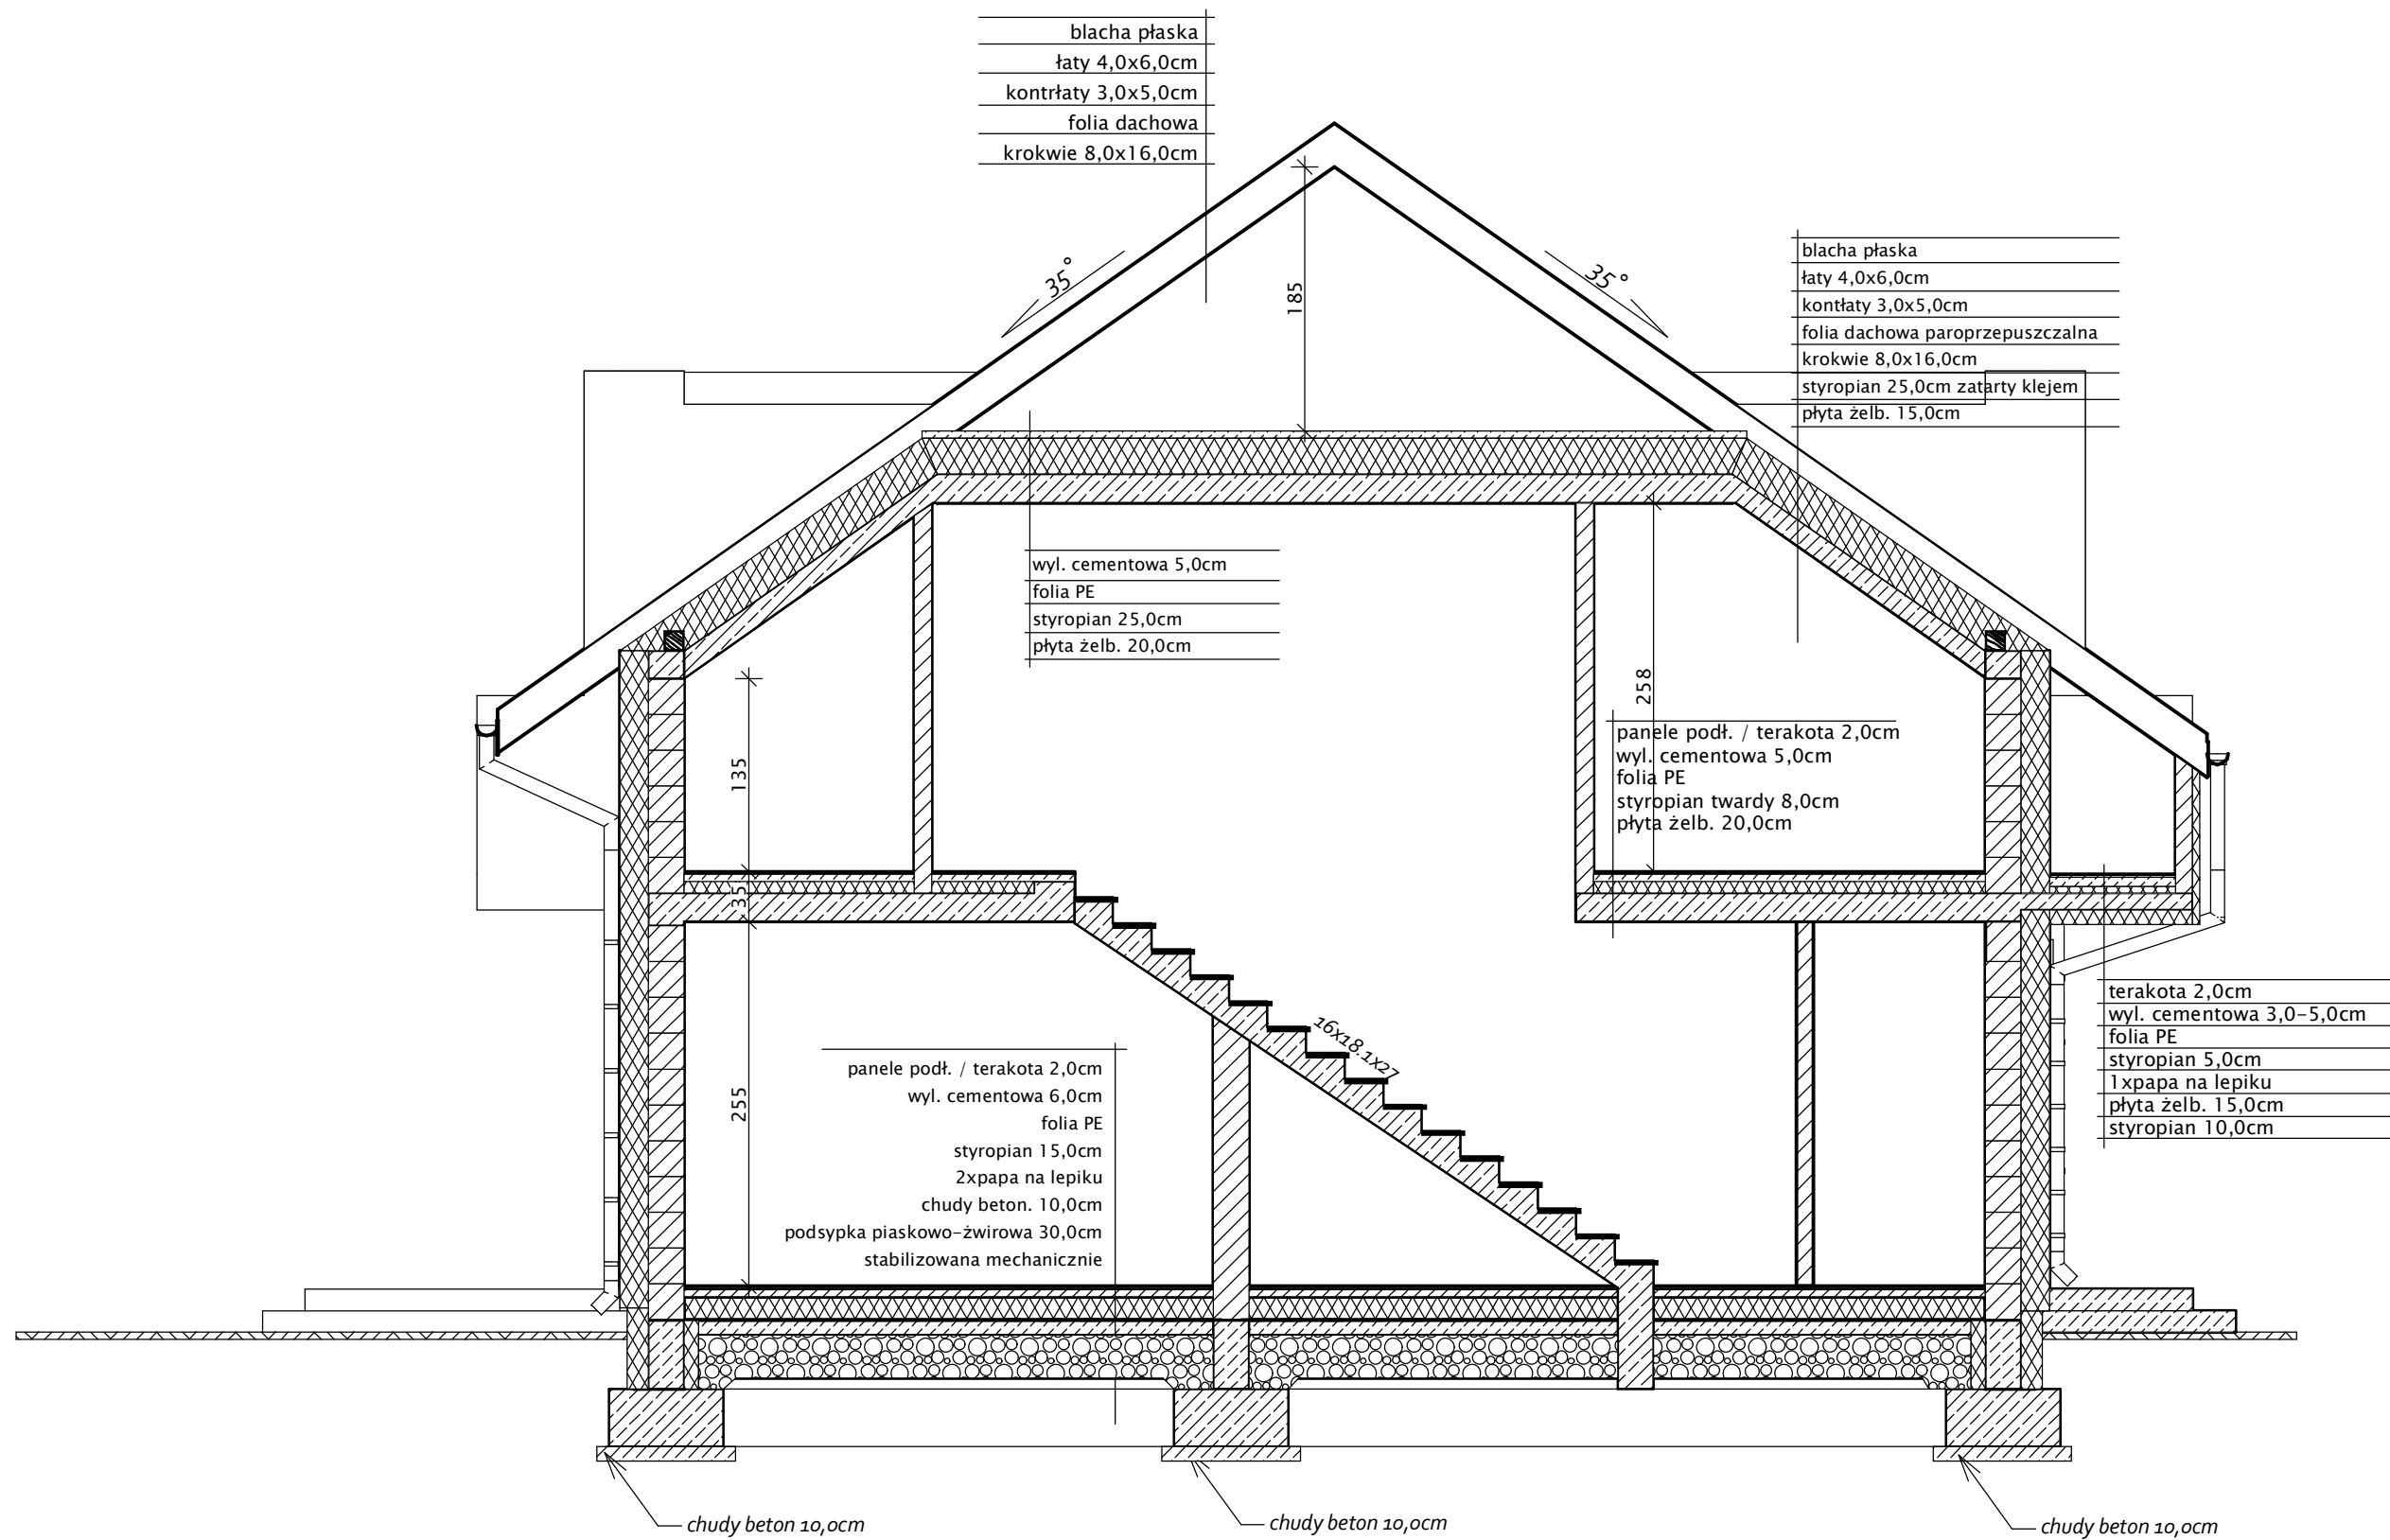 blacha płaska
łaty 4,0x6,0cm
kontrłaty 3,0x5,0cm
folia dachowa
krokwie 8,0x16,0cm
35°
185
35°
blacha płaska
łaty 4,0x6,0cm
kontłaty 3,0x5,0cm
folia dachowa paroprzepuszczalna
krokwie 8,0x16,0cm
styropian 25,0cm zatarty klejem
płyta żelb. 15,0cm
wyl. cementowa 5,0cm
folia PE
styropian 25,0cm
płyta żelb. 20,0cm
258
135
35
panele podł. / terakota 2,0cm
wyl. cementowa 5,0cm
folia PE
styropian twardy 8,0cm
płyta żelb. 20,0cm
16x18.1x27
255
panele podł. / terakota 2,0cm
wyl. cementowa 6,0cm
folia PE
styropian 15,0cm
2xpapa na lepiku
chudy beton. 10,0cm
podsypka piaskowo-żwirowa 30,0cm
stabilizowana mechanicznie
terakota 2,0cm
wyl. cementowa 3,0-5,0cm
folia PE
styropian 5,0cm
1xpapa na lepiku
płyta żelb. 15,0cm
styropian 10,0cm
chudy beton 10,0cm
chudy beton 10,0cm
chudy beton 10,0cm